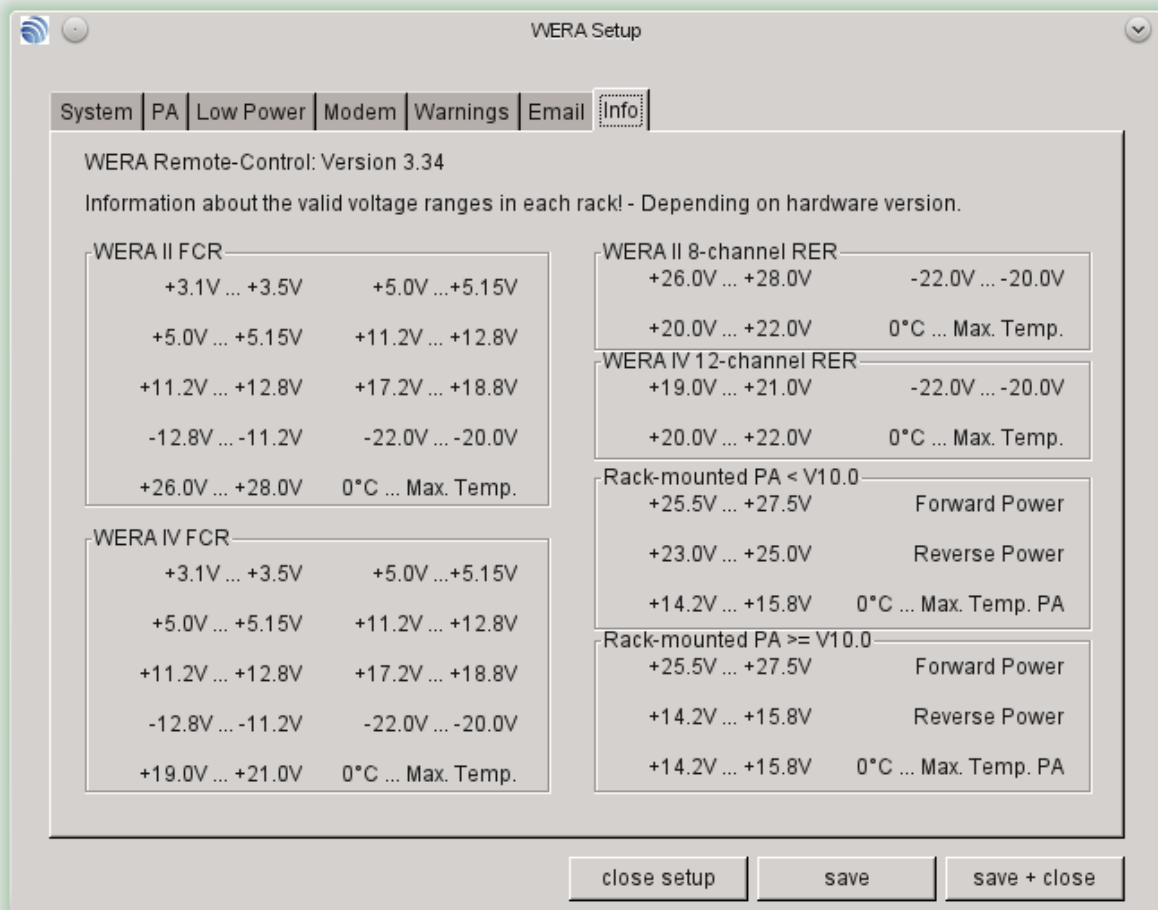 WERA Setup
System PA Low Power Modem Warnings Email Info
WERA Remote-Control: Version 3.34
Information about the valid voltage ranges in each rack! - Depending on hardware version.
WERA II FCR
+3.1V ... +3.5V +5.0V ...+5.15V
+5.0V ... +5.15V +11.2V ... +12.8V
+11.2V ... +12.8V +17.2V ... +18.8V
-12.8V ... -11.2V -22.0V ... -20.0V
+26.0V ... +28.0V 0°C ... Max. Temp.
WERA IV FCR
+3.1V ... +3.5V +5.0V ...+5.15V
+5.0V ... +5.15V +11.2V ... +12.8V
+11.2V ... +12.8V +17.2V ... +18.8V
-12.8V ... -11.2V -22.0V ... -20.0V
+19.0V ... +21.0V 0°C ... Max. Temp.
WERA II 8-channel RER
+26.0V ... +28.0V -22.0V ... -20.0V
+20.0V ... +22.0V 0°C ... Max. Temp.
WERA IV 12-channel RER
+19.0V ... +21.0V -22.0V ... -20.0V
+20.0V ... +22.0V 0°C ... Max. Temp.
Rack-mounted PA < V10.0
+25.5V ... +27.5V Forward Power
+23.0V ... +25.0V Reverse Power
+14.2V ... +15.8V 0°C ... Max. Temp. PA
Rack-mounted PA >= V10.0
+25.5V ... +27.5V Forward Power
+14.2V ... +15.8V Reverse Power
+14.2V ... +15.8V 0°C ... Max. Temp. PA
close setup save save + close